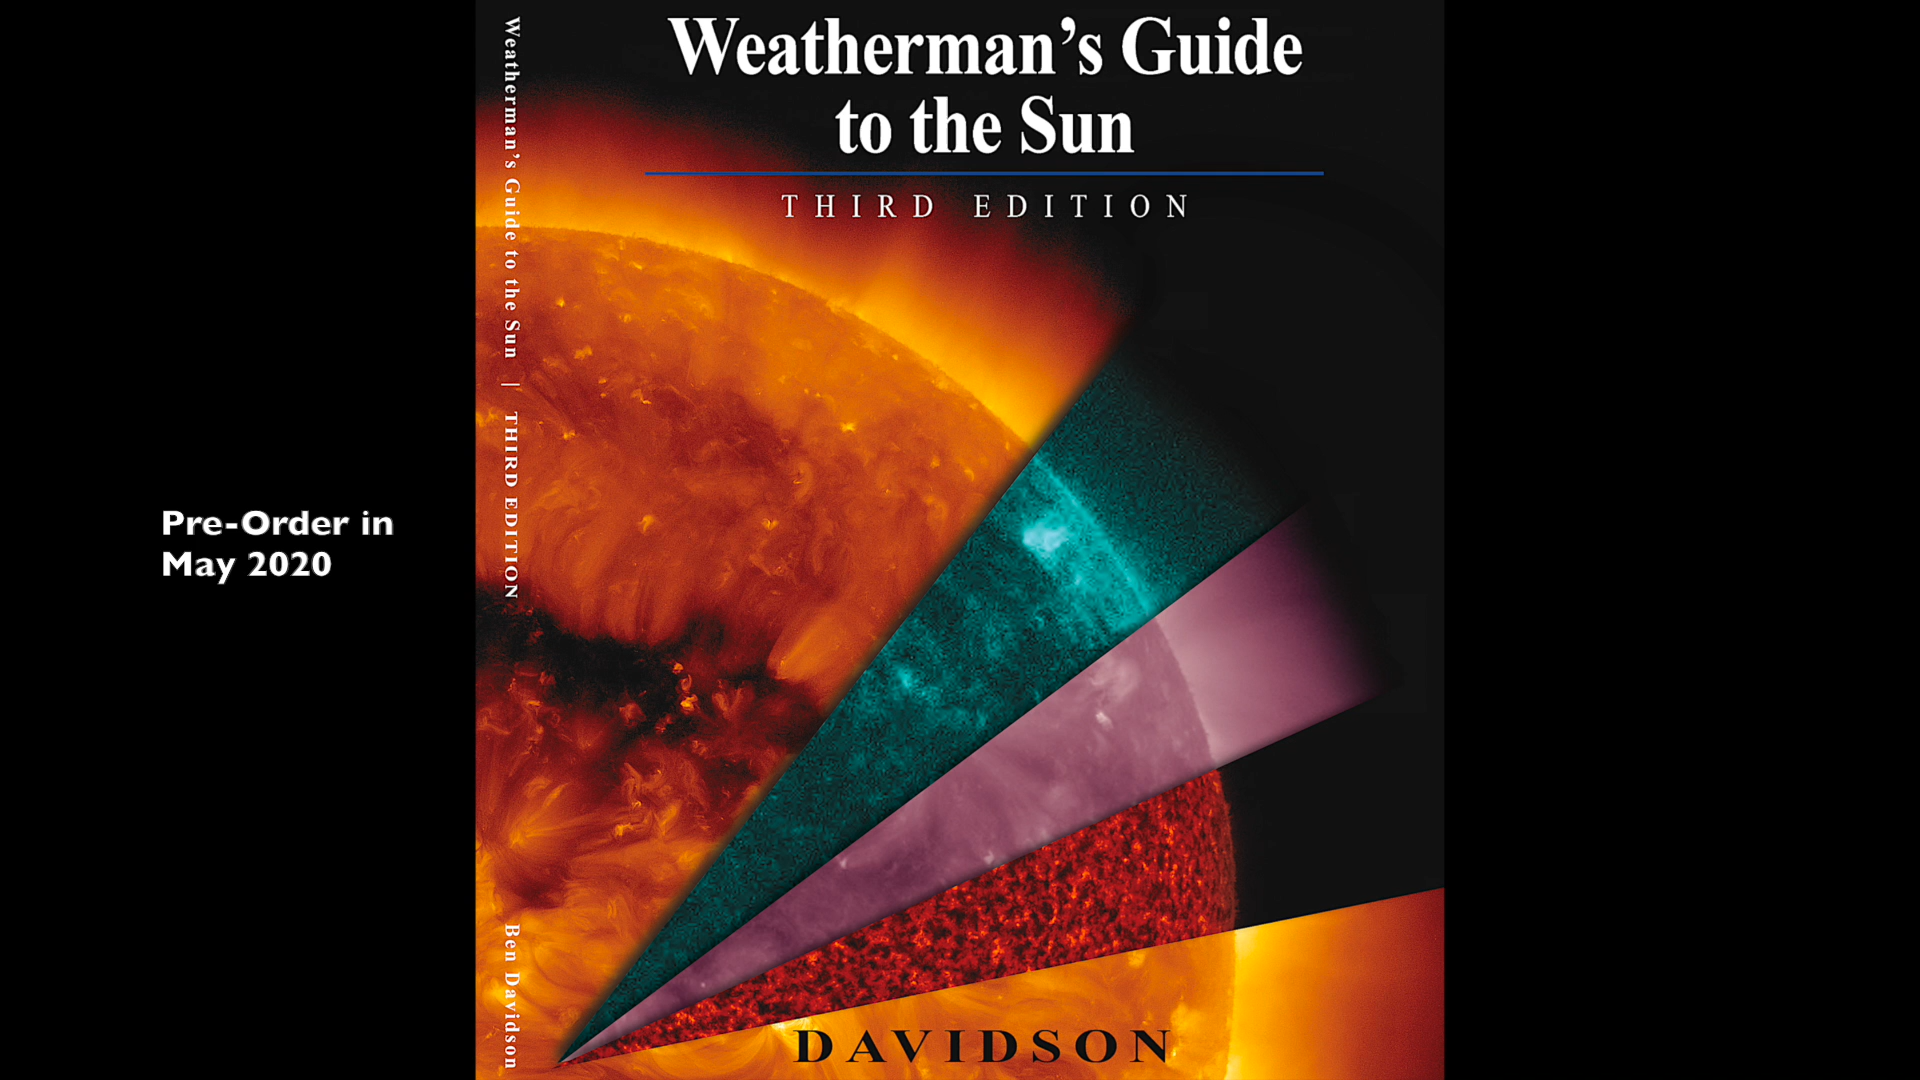 Weatherman's Guide
to the Sun
THIRD EDITION
Weatherman's Guide to the Sun | THIRD EDITION Ben Davidson
Pre-Order in
May 2020
DAVIDSON